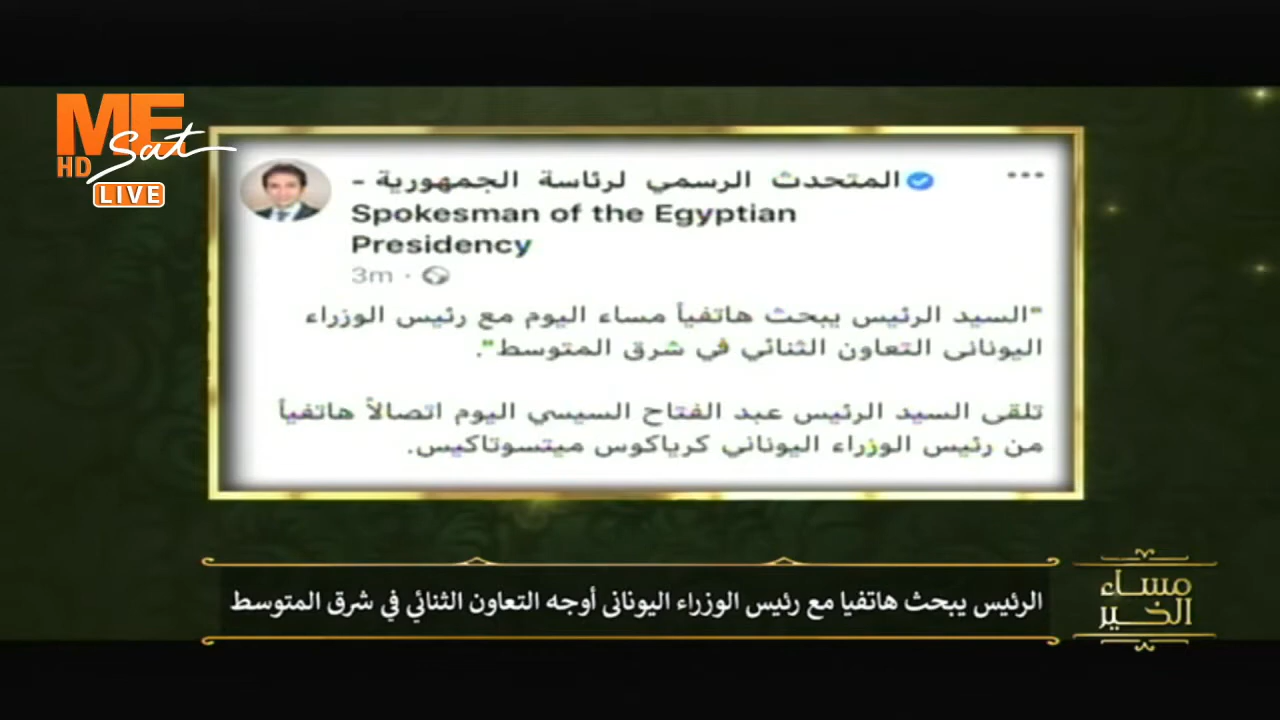 ME
Sat
HD
LIVE
المتحدث الرسمي لرئاسة الجمهورية -
Spokesman of the Egyptian
Presidency
3m ·
"السيد الرئيس يبحث هاتفياً مساء اليوم مع رئيس الوزراء
اليونانى التعاون الثنائي في شرق المتوسط".
تلقى السيد الرئيس عبد الفتاح السيسي اليوم اتصالاً هاتفياً
من رئيس الوزراء اليوناني كرياكوس ميتسوتاكيس.
الرئيس يبحث هاتفيا مع رئيس الوزراء اليونانى أوجه التعاون الثنائي في شرق المتوسط
مساء
الخير